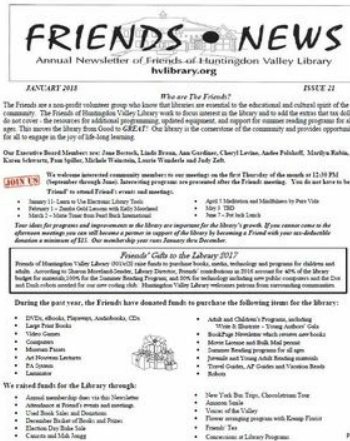 FRIENDS • NEWS
Annual Newsletter of Friends of Huntingdon Valley Library
hvlibrary.org
JANUARY 2018 ISSUE 21
Who are The Friends?
The Friends are a non-profit volunteer group who know that libraries are essential to the educational and cultural spirit of the
community. The Friends of Huntingdon Valley Library work to focus interest in the library and to add the extras that tax dol
do not cover - the resources for additional programming, updated equipment, and support for summer reading programs for al
ages. This moves the library from Good to GREAT! Our library is the cornerstone of the community and provides opportuni
for all to engage in the joy of life-long learning.
Our Executive Board Members are: Jane Borzoch, Linda Brown, Ann Gardiner, Cheryl Levine, Andee Polshoff, Marilyn Rubin,
Karen Schwartz, Pam Spiller, Michele Weinstein, Lourie Wunderle and Judy Zeft.
JOIN US
We welcome interested community members to our meetings on the first Thursday of the month at 12:30 PM
(September through June). Interesting programs are presented after the Friends meeting. You do not have to be
'Friend' to attend Friend's events and meetings.
• January 11- Learn to Use Electronic Library Tools
• February 1 - Zumba Gold Lessons with Kelly Moreland
• March 2 - Marie Toner from Pearl Buck International
• April 5 Meditation and Mindfulness by Pura Vida
• May 3 TBD
• June 7 - Pot luck Lunch
Your ideas for programs and improvements to the library are important for the library's growth. If you cannot come to the
afternoon meetings you can still become a partner in support of the library by becoming a Friend with your tax-deductible
donation a minimum of $15. Our membership year runs January thru December.
Friends' Gifts to the Library 2017
Friends of Huntingdon Valley Library (501c3) raise funds to purchase books, media, technology and programs for children and
adults. According to Sharon Moreland-Sender, Library Director, Friends' contributions in 2016 account for 40% of the library
budget for materials, 100% for Summer Reading Program, and 50% for technology including two new public computers and the Dot
and Dash robots needed for our new coding club. Huntingdon Valley Library welcomes patrons from surrounding communities.
During the past year, the Friends have donated funds to purchase the following items for the library:
• DVDs, eBooks, Playaways, Audiobooks, CDs
• Large Print Books
• Video Games
• Computers
• Museum Passes
• Art Nouveau Lectures
• PA System
• Laminator
• Adult and Children's Programs, including
Write & Illustrate - Young Authors' Gala
• BookPage Newsletter which reviews new books
• Movie License and Bulk Mail permit
• Summer Reading programs for all ages
• Juvenile and Young Adult Reading materials
• Travel Guides, AP Guides and Vacation Reads
• Robots
We raised funds for the Library through:
• Annual membership dues via this Newsletter
• Attendance at Friend's events and meetings.
• Used Book Sales and Donations
• December Basket of Books and Prizes
• Election Day Bake Sale
• Canasta and Mah Jongg
• New York Bus Trips, Chocolatrium Tour
• Amazon Smile
• Voices of the Valley
• Flower arranging program with Kremp Florist
• Friends' Tea
• Concessions at Library Programs